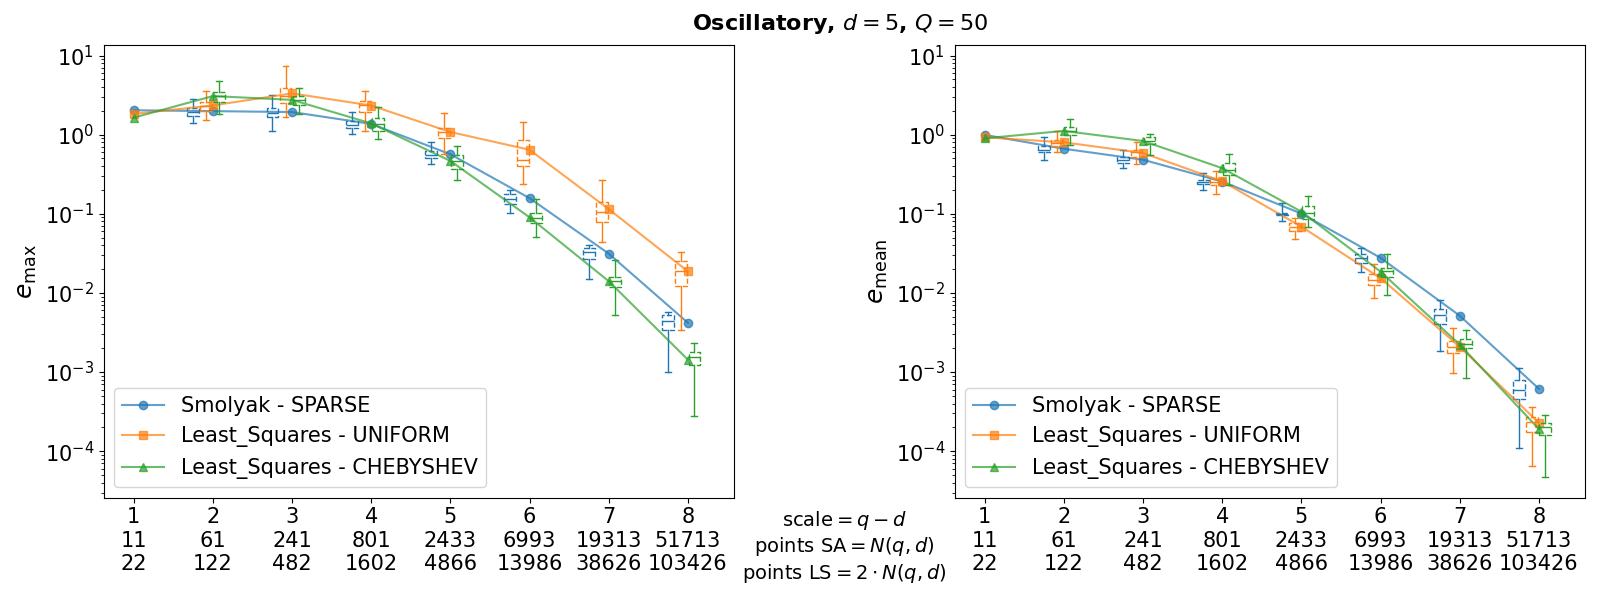 Oscillatory, d = 5, Q = 50
e_max
10^1
10^0
10^−1
10^−2
10^−3
10^−4
Smolyak - SPARSE
Least_Squares - UNIFORM
Least_Squares - CHEBYSHEV
1 2 3 4 5 6 7 8
11 61 241 801 2433 6993 19313 51713
22 122 482 1602 4866 13986 38626 103426
scale = q − d
points SA = N(q, d)
points LS = 2 · N(q, d)
e_mean
10^1
10^0
10^−1
10^−2
10^−3
10^−4
Smolyak - SPARSE
Least_Squares - UNIFORM
Least_Squares - CHEBYSHEV
1 2 3 4 5 6 7 8
11 61 241 801 2433 6993 19313 51713
22 122 482 1602 4866 13986 38626 103426